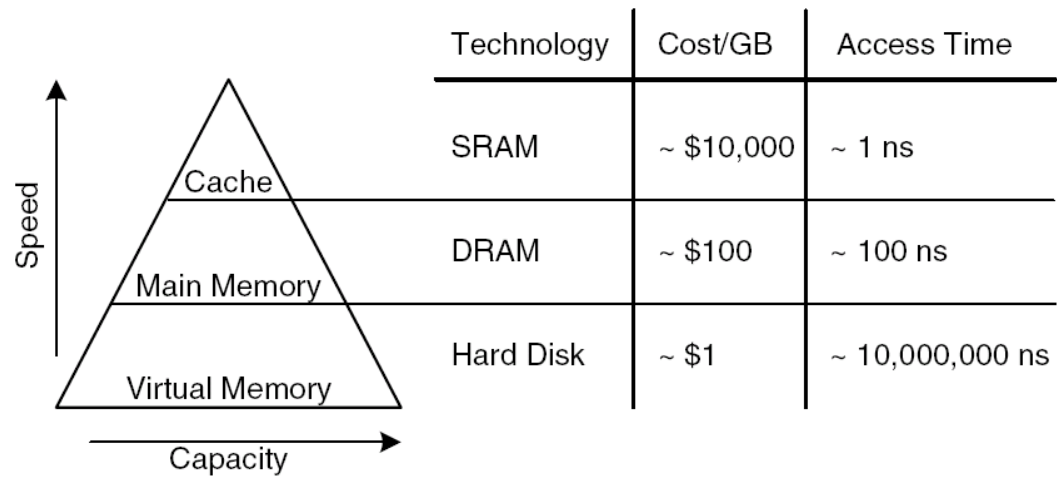 Technology Cost/GB Access Time
SRAM ~ $10,000 ~ 1 ns
Cache
DRAM ~ $100 ~ 100 ns
Main Memory
Hard Disk ~ $1 ~ 10,000,000 ns
Virtual Memory
Speed
Capacity